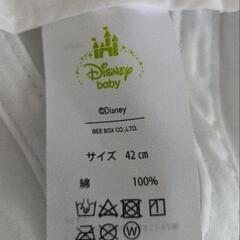 Disney
baby
©Disney
BEE BOX CO.,LTD.
サイズ 42cm
綿 100%